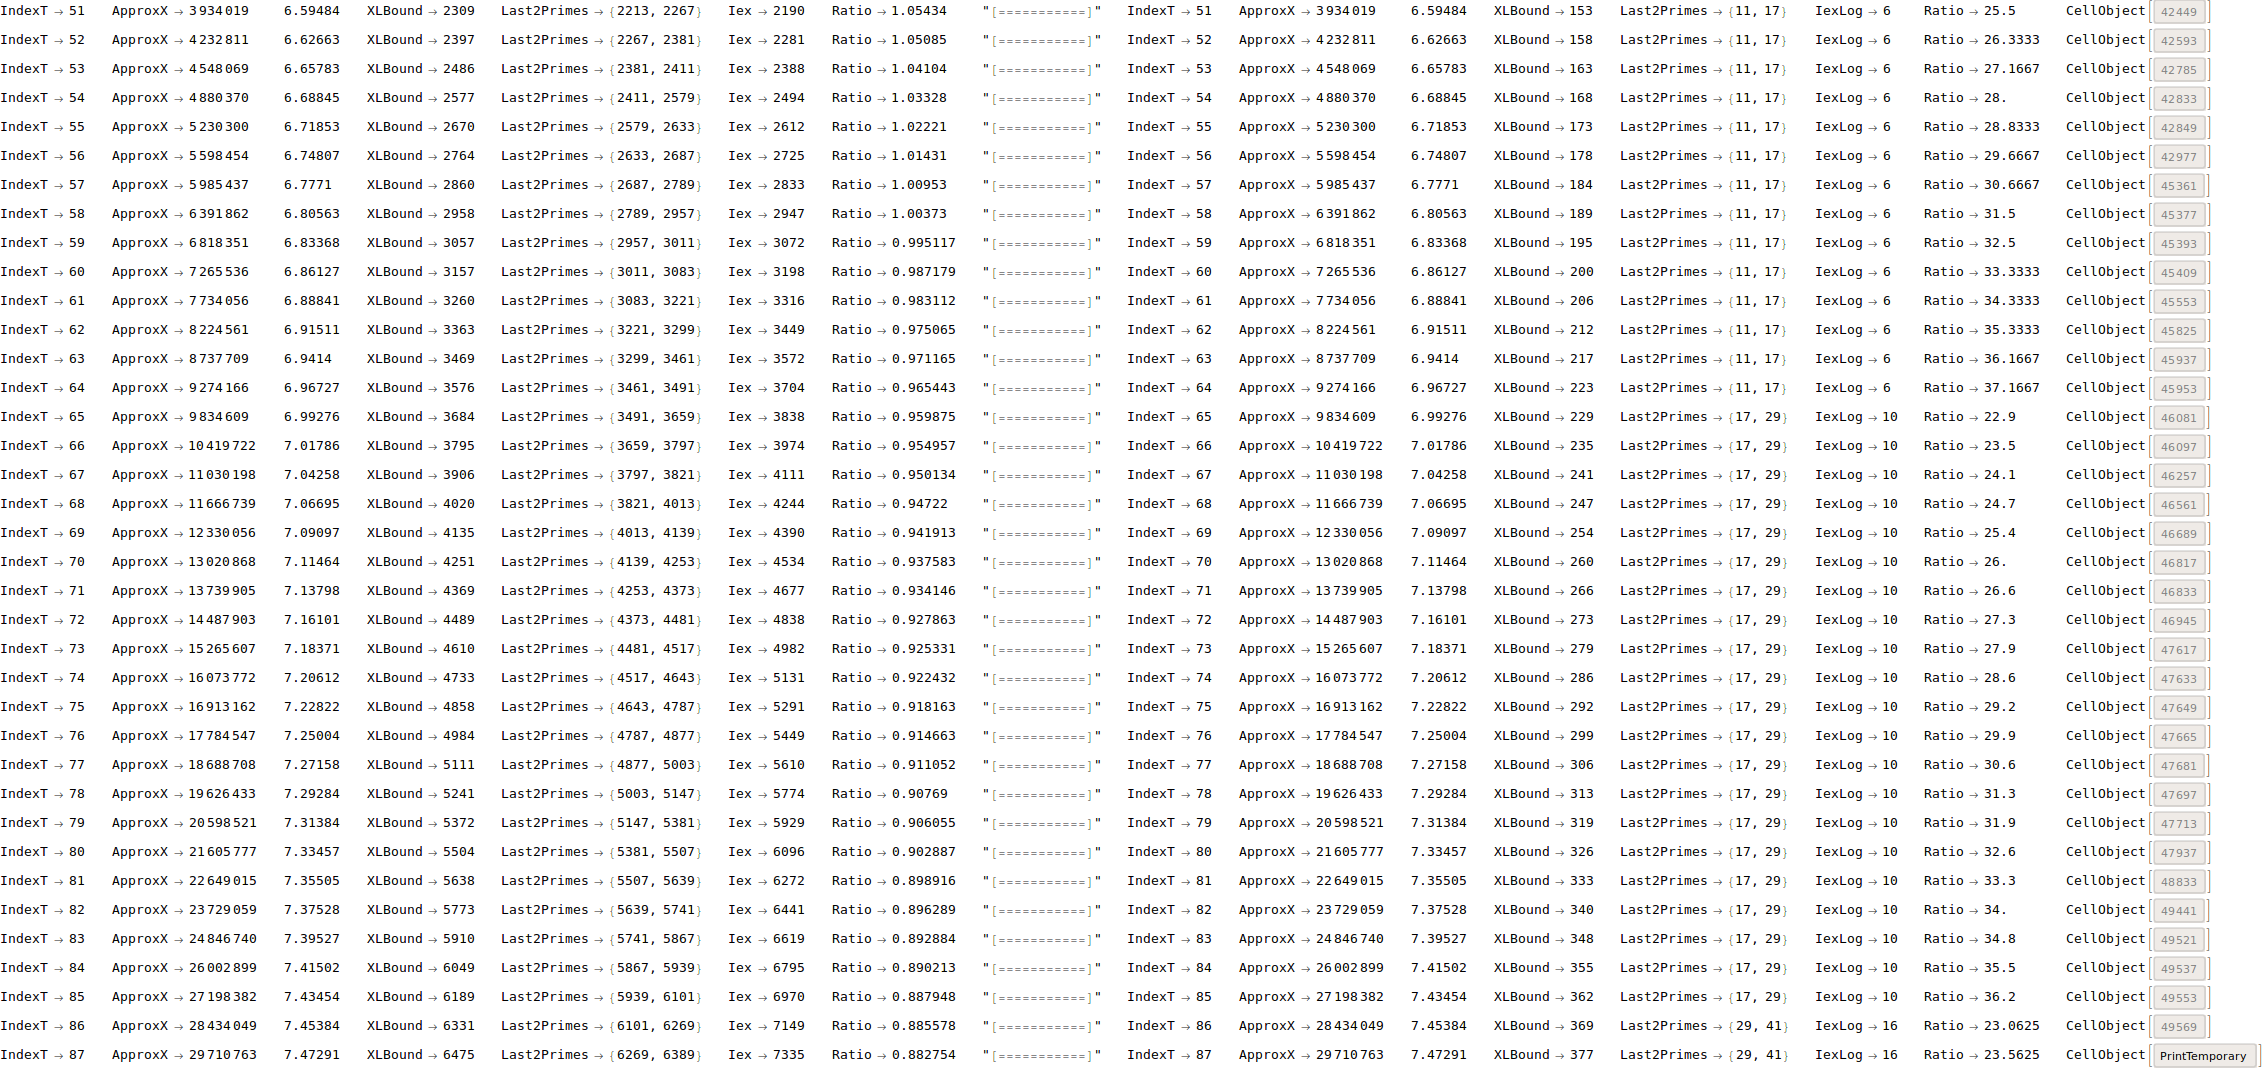 IndexT → 51 ApproxX → 3934019 6.59484 XLBound → 2309 Last2Primes → {2213, 2267} Iex → 2190 Ratio → 1.05434 "[===========]" IndexT → 51 ApproxX → 3934019 6.59484 XLBound → 153 Last2Primes → {11, 17} IexLog → 6 Ratio → 25.5 CellObject[42449]
IndexT → 52 ApproxX → 4232811 6.62663 XLBound → 2397 Last2Primes → {2267, 2381} Iex → 2281 Ratio → 1.05085 "[===========]" IndexT → 52 ApproxX → 4232811 6.62663 XLBound → 158 Last2Primes → {11, 17} IexLog → 6 Ratio → 26.3333 CellObject[42593]
IndexT → 53 ApproxX → 4548069 6.65783 XLBound → 2486 Last2Primes → {2381, 2411} Iex → 2388 Ratio → 1.04104 "[===========]" IndexT → 53 ApproxX → 4548069 6.65783 XLBound → 163 Last2Primes → {11, 17} IexLog → 6 Ratio → 27.1667 CellObject[42785]
IndexT → 54 ApproxX → 4880370 6.68845 XLBound → 2577 Last2Primes → {2411, 2579} Iex → 2494 Ratio → 1.03328 "[===========]" IndexT → 54 ApproxX → 4880370 6.68845 XLBound → 168 Last2Primes → {11, 17} IexLog → 6 Ratio → 28. CellObject[42833]
IndexT → 55 ApproxX → 5230300 6.71853 XLBound → 2670 Last2Primes → {2579, 2633} Iex → 2612 Ratio → 1.02221 "[===========]" IndexT → 55 ApproxX → 5230300 6.71853 XLBound → 173 Last2Primes → {11, 17} IexLog → 6 Ratio → 28.8333 CellObject[42849]
IndexT → 56 ApproxX → 5598454 6.74807 XLBound → 2764 Last2Primes → {2633, 2687} Iex → 2725 Ratio → 1.01431 "[===========]" IndexT → 56 ApproxX → 5598454 6.74807 XLBound → 178 Last2Primes → {11, 17} IexLog → 6 Ratio → 29.6667 CellObject[42977]
IndexT → 57 ApproxX → 5985437 6.7771 XLBound → 2860 Last2Primes → {2687, 2789} Iex → 2833 Ratio → 1.00953 "[===========]" IndexT → 57 ApproxX → 5985437 6.7771 XLBound → 184 Last2Primes → {11, 17} IexLog → 6 Ratio → 30.6667 CellObject[45361]
IndexT → 58 ApproxX → 6391862 6.80563 XLBound → 2958 Last2Primes → {2789, 2957} Iex → 2947 Ratio → 1.00373 "[===========]" IndexT → 58 ApproxX → 6391862 6.80563 XLBound → 189 Last2Primes → {11, 17} IexLog → 6 Ratio → 31.5 CellObject[45377]
IndexT → 59 ApproxX → 6818351 6.83368 XLBound → 3057 Last2Primes → {2957, 3011} Iex → 3072 Ratio → 0.995117 "[===========]" IndexT → 59 ApproxX → 6818351 6.83368 XLBound → 195 Last2Primes → {11, 17} IexLog → 6 Ratio → 32.5 CellObject[45393]
IndexT → 60 ApproxX → 7265536 6.86127 XLBound → 3157 Last2Primes → {3011, 3083} Iex → 3198 Ratio → 0.987179 "[===========]" IndexT → 60 ApproxX → 7265536 6.86127 XLBound → 200 Last2Primes → {11, 17} IexLog → 6 Ratio → 33.3333 CellObject[45409]
IndexT → 61 ApproxX → 7734056 6.88841 XLBound → 3260 Last2Primes → {3083, 3221} Iex → 3316 Ratio → 0.983112 "[===========]" IndexT → 61 ApproxX → 7734056 6.88841 XLBound → 206 Last2Primes → {11, 17} IexLog → 6 Ratio → 34.3333 CellObject[45553]
IndexT → 62 ApproxX → 8224561 6.91511 XLBound → 3363 Last2Primes → {3221, 3299} Iex → 3449 Ratio → 0.975065 "[===========]" IndexT → 62 ApproxX → 8224561 6.91511 XLBound → 212 Last2Primes → {11, 17} IexLog → 6 Ratio → 35.3333 CellObject[45825]
IndexT → 63 ApproxX → 8737709 6.9414 XLBound → 3469 Last2Primes → {3299, 3461} Iex → 3572 Ratio → 0.971165 "[===========]" IndexT → 63 ApproxX → 8737709 6.9414 XLBound → 217 Last2Primes → {11, 17} IexLog → 6 Ratio → 36.1667 CellObject[45937]
IndexT → 64 ApproxX → 9274166 6.96727 XLBound → 3576 Last2Primes → {3461, 3491} Iex → 3704 Ratio → 0.965443 "[===========]" IndexT → 64 ApproxX → 9274166 6.96727 XLBound → 223 Last2Primes → {11, 17} IexLog → 6 Ratio → 37.1667 CellObject[45953]
IndexT → 65 ApproxX → 9834609 6.99276 XLBound → 3684 Last2Primes → {3491, 3659} Iex → 3838 Ratio → 0.959875 "[===========]" IndexT → 65 ApproxX → 9834609 6.99276 XLBound → 229 Last2Primes → {17, 29} IexLog → 10 Ratio → 22.9 CellObject[46081]
IndexT → 66 ApproxX → 10419722 7.01786 XLBound → 3795 Last2Primes → {3659, 3797} Iex → 3974 Ratio → 0.954957 "[===========]" IndexT → 66 ApproxX → 10419722 7.01786 XLBound → 235 Last2Primes → {17, 29} IexLog → 10 Ratio → 23.5 CellObject[46097]
IndexT → 67 ApproxX → 11030198 7.04258 XLBound → 3906 Last2Primes → {3797, 3821} Iex → 4111 Ratio → 0.950134 "[===========]" IndexT → 67 ApproxX → 11030198 7.04258 XLBound → 241 Last2Primes → {17, 29} IexLog → 10 Ratio → 24.1 CellObject[46257]
IndexT → 68 ApproxX → 11666739 7.06695 XLBound → 4020 Last2Primes → {3821, 4013} Iex → 4244 Ratio → 0.94722 "[===========]" IndexT → 68 ApproxX → 11666739 7.06695 XLBound → 247 Last2Primes → {17, 29} IexLog → 10 Ratio → 24.7 CellObject[46561]
IndexT → 69 ApproxX → 12330056 7.09097 XLBound → 4135 Last2Primes → {4013, 4139} Iex → 4390 Ratio → 0.941913 "[===========]" IndexT → 69 ApproxX → 12330056 7.09097 XLBound → 254 Last2Primes → {17, 29} IexLog → 10 Ratio → 25.4 CellObject[46689]
IndexT → 70 ApproxX → 13020868 7.11464 XLBound → 4251 Last2Primes → {4139, 4253} Iex → 4534 Ratio → 0.937583 "[===========]" IndexT → 70 ApproxX → 13020868 7.11464 XLBound → 260 Last2Primes → {17, 29} IexLog → 10 Ratio → 26. CellObject[46817]
IndexT → 71 ApproxX → 13739905 7.13798 XLBound → 4369 Last2Primes → {4253, 4373} Iex → 4677 Ratio → 0.934146 "[===========]" IndexT → 71 ApproxX → 13739905 7.13798 XLBound → 266 Last2Primes → {17, 29} IexLog → 10 Ratio → 26.6 CellObject[46833]
IndexT → 72 ApproxX → 14487903 7.16101 XLBound → 4489 Last2Primes → {4373, 4481} Iex → 4838 Ratio → 0.927863 "[===========]" IndexT → 72 ApproxX → 14487903 7.16101 XLBound → 273 Last2Primes → {17, 29} IexLog → 10 Ratio → 27.3 CellObject[46945]
IndexT → 73 ApproxX → 15265607 7.18371 XLBound → 4610 Last2Primes → {4481, 4517} Iex → 4982 Ratio → 0.925331 "[===========]" IndexT → 73 ApproxX → 15265607 7.18371 XLBound → 279 Last2Primes → {17, 29} IexLog → 10 Ratio → 27.9 CellObject[47617]
IndexT → 74 ApproxX → 16073772 7.20612 XLBound → 4733 Last2Primes → {4517, 4643} Iex → 5131 Ratio → 0.922432 "[===========]" IndexT → 74 ApproxX → 16073772 7.20612 XLBound → 286 Last2Primes → {17, 29} IexLog → 10 Ratio → 28.6 CellObject[47633]
IndexT → 75 ApproxX → 16913162 7.22822 XLBound → 4858 Last2Primes → {4643, 4787} Iex → 5291 Ratio → 0.918163 "[===========]" IndexT → 75 ApproxX → 16913162 7.22822 XLBound → 292 Last2Primes → {17, 29} IexLog → 10 Ratio → 29.2 CellObject[47649]
IndexT → 76 ApproxX → 17784547 7.25004 XLBound → 4984 Last2Primes → {4787, 4877} Iex → 5449 Ratio → 0.914663 "[===========]" IndexT → 76 ApproxX → 17784547 7.25004 XLBound → 299 Last2Primes → {17, 29} IexLog → 10 Ratio → 29.9 CellObject[47665]
IndexT → 77 ApproxX → 18688708 7.27158 XLBound → 5111 Last2Primes → {4877, 5003} Iex → 5610 Ratio → 0.911052 "[===========]" IndexT → 77 ApproxX → 18688708 7.27158 XLBound → 306 Last2Primes → {17, 29} IexLog → 10 Ratio → 30.6 CellObject[47681]
IndexT → 78 ApproxX → 19626433 7.29284 XLBound → 5241 Last2Primes → {5003, 5147} Iex → 5774 Ratio → 0.90769 "[===========]" IndexT → 78 ApproxX → 19626433 7.29284 XLBound → 313 Last2Primes → {17, 29} IexLog → 10 Ratio → 31.3 CellObject[47697]
IndexT → 79 ApproxX → 20598521 7.31384 XLBound → 5372 Last2Primes → {5147, 5381} Iex → 5929 Ratio → 0.906055 "[===========]" IndexT → 79 ApproxX → 20598521 7.31384 XLBound → 319 Last2Primes → {17, 29} IexLog → 10 Ratio → 31.9 CellObject[47713]
IndexT → 80 ApproxX → 21605777 7.33457 XLBound → 5504 Last2Primes → {5381, 5507} Iex → 6096 Ratio → 0.902887 "[===========]" IndexT → 80 ApproxX → 21605777 7.33457 XLBound → 326 Last2Primes → {17, 29} IexLog → 10 Ratio → 32.6 CellObject[47937]
IndexT → 81 ApproxX → 22649015 7.35505 XLBound → 5638 Last2Primes → {5507, 5639} Iex → 6272 Ratio → 0.898916 "[===========]" IndexT → 81 ApproxX → 22649015 7.35505 XLBound → 333 Last2Primes → {17, 29} IexLog → 10 Ratio → 33.3 CellObject[48833]
IndexT → 82 ApproxX → 23729059 7.37528 XLBound → 5773 Last2Primes → {5639, 5741} Iex → 6441 Ratio → 0.896289 "[===========]" IndexT → 82 ApproxX → 23729059 7.37528 XLBound → 340 Last2Primes → {17, 29} IexLog → 10 Ratio → 34. CellObject[49441]
IndexT → 83 ApproxX → 24846740 7.39527 XLBound → 5910 Last2Primes → {5741, 5867} Iex → 6619 Ratio → 0.892884 "[===========]" IndexT → 83 ApproxX → 24846740 7.39527 XLBound → 348 Last2Primes → {17, 29} IexLog → 10 Ratio → 34.8 CellObject[49521]
IndexT → 84 ApproxX → 26002899 7.41502 XLBound → 6049 Last2Primes → {5867, 5939} Iex → 6795 Ratio → 0.890213 "[===========]" IndexT → 84 ApproxX → 26002899 7.41502 XLBound → 355 Last2Primes → {17, 29} IexLog → 10 Ratio → 35.5 CellObject[49537]
IndexT → 85 ApproxX → 27198382 7.43454 XLBound → 6189 Last2Primes → {5939, 6101} Iex → 6970 Ratio → 0.887948 "[===========]" IndexT → 85 ApproxX → 27198382 7.43454 XLBound → 362 Last2Primes → {17, 29} IexLog → 10 Ratio → 36.2 CellObject[49553]
IndexT → 86 ApproxX → 28434049 7.45384 XLBound → 6331 Last2Primes → {6101, 6269} Iex → 7149 Ratio → 0.885578 "[===========]" IndexT → 86 ApproxX → 28434049 7.45384 XLBound → 369 Last2Primes → {29, 41} IexLog → 16 Ratio → 23.0625 CellObject[49569]
IndexT → 87 ApproxX → 29710763 7.47291 XLBound → 6475 Last2Primes → {6269, 6389} Iex → 7335 Ratio → 0.882754 "[===========]" IndexT → 87 ApproxX → 29710763 7.47291 XLBound → 377 Last2Primes → {29, 41} IexLog → 16 Ratio → 23.5625 CellObject[PrintTemporary]